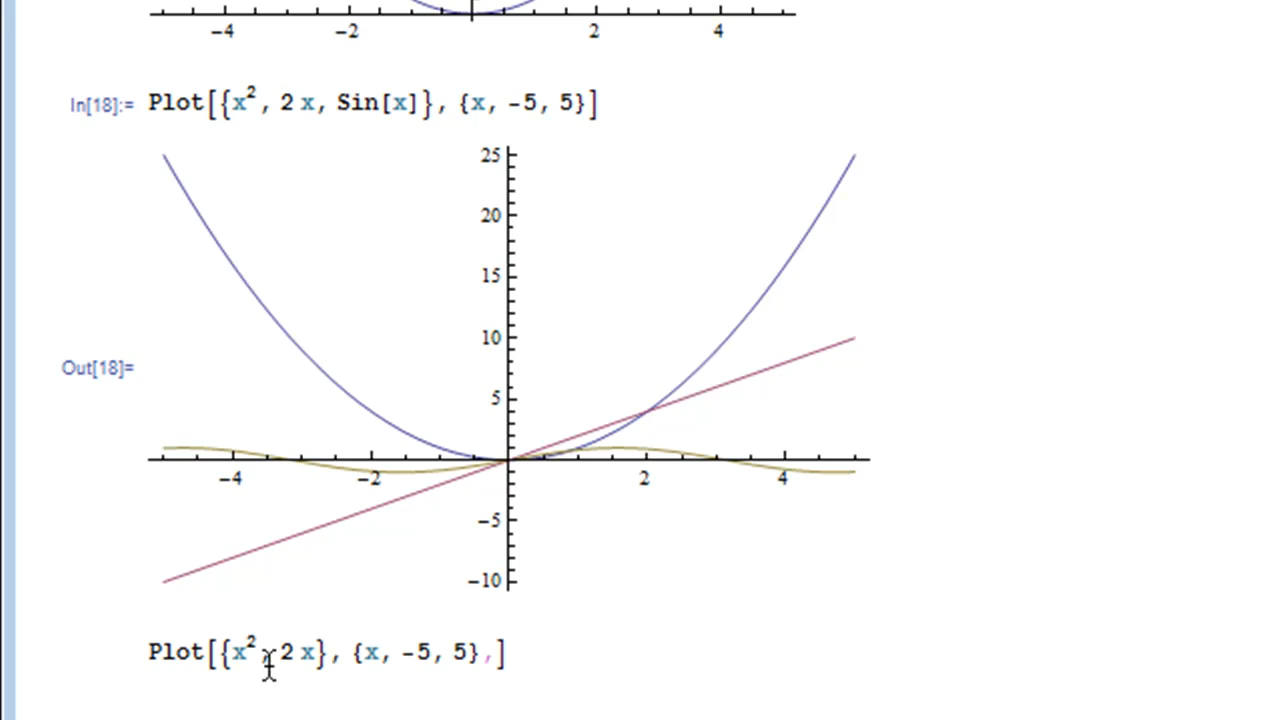 −4 −2 2 4
In[18]:= Plot[{x², 2 x, Sin[x]}, {x, −5, 5}]
25
20
15
10
Out[18]=
5
−4 −2 2 4
−5
−10
Plot[{x², 2 x}, {x, −5, 5},]